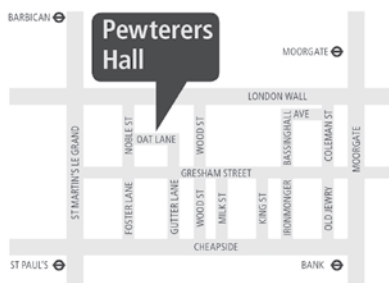 BARBICAN
Pewterers
Hall
MOORGATE
LONDON WALL
AVE
ST MARTIN'S LE GRAND
NOBLE ST
OAT LANE
WOOD ST
BASSINGHALL
COLEMAN ST
MOORGATE
GRESHAM STREET
FOSTER LANE
GUTTER LANE
WOOD ST
MILK ST
KING ST
IRONMONGER
OLD JEWRY
CHEAPSIDE
ST PAUL'S
BANK